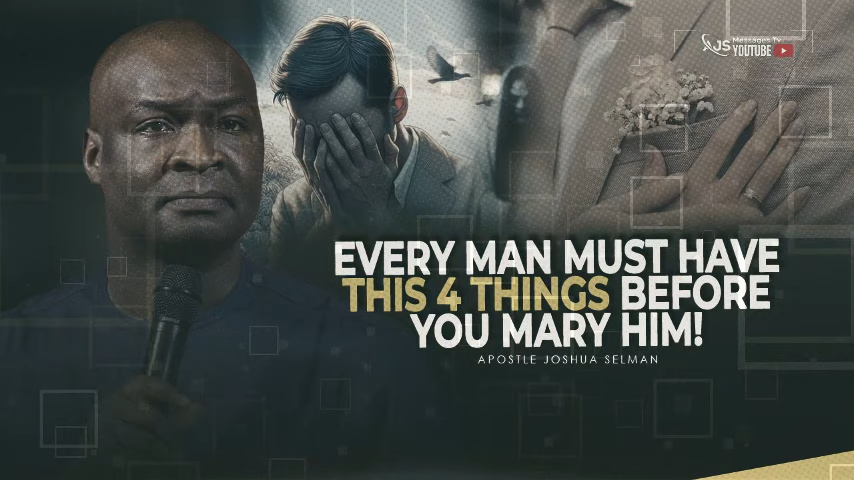 JS Messages Tv
YOUTUBE
EVERY MAN MUST HAVE
THIS 4 THINGS BEFORE
YOU MARY HIM!
APOSTLE JOSHUA SELMAN